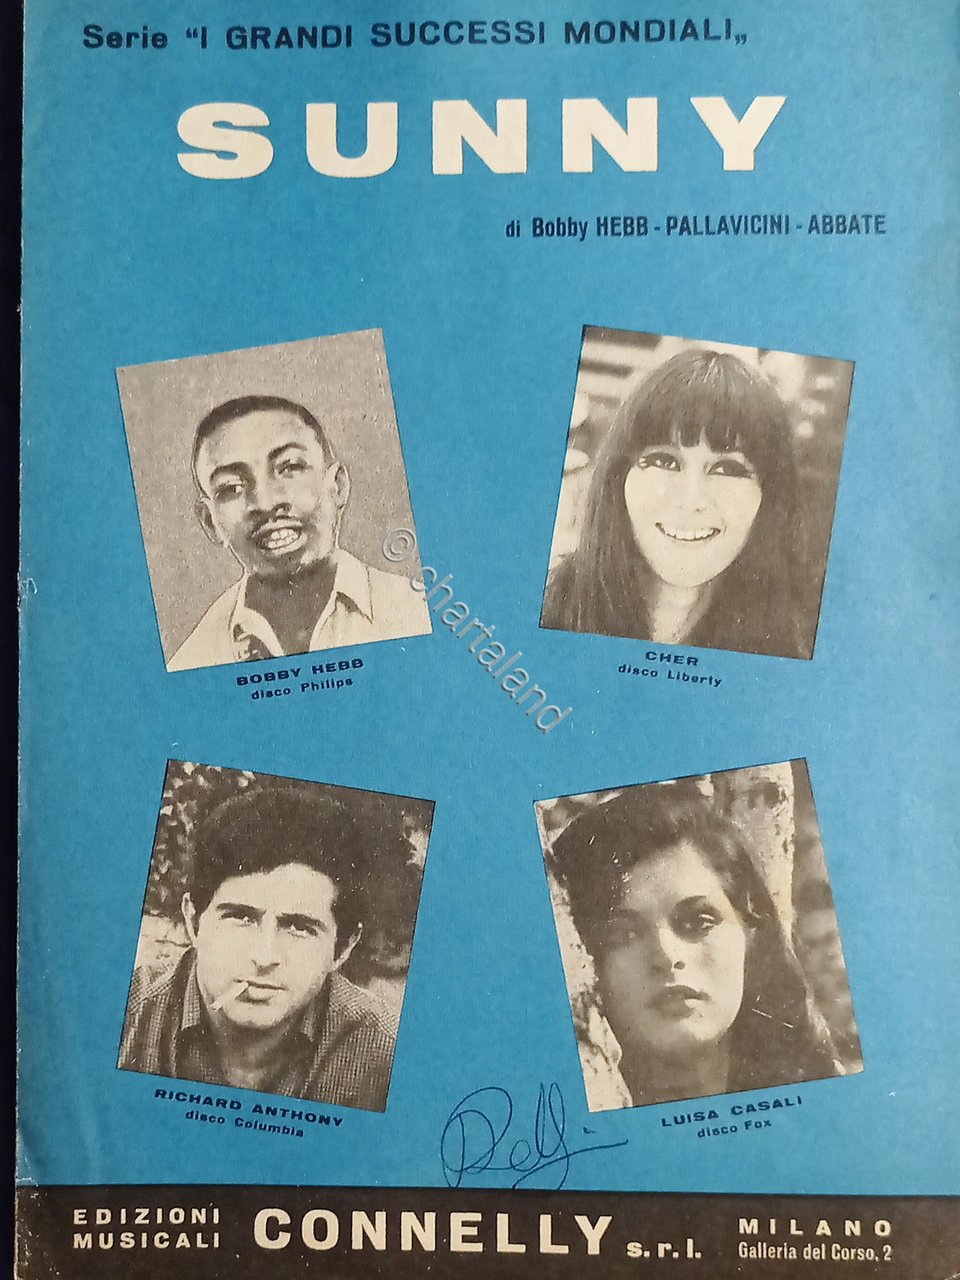 Serie "I GRANDI SUCCESSI MONDIALI„
SUNNY
di Bobby HEBB - PALLAVICINI - ABBATE
BOBBY HEBB
disco Philips
CHER
disco Liberty
© chartaland
RICHARD ANTHONY
disco Columbia
LUISA CASALI
disco Fox
EDIZIONI
MUSICALI
CONNELLY s.r.l.
MILANO
Galleria del Corso, 2